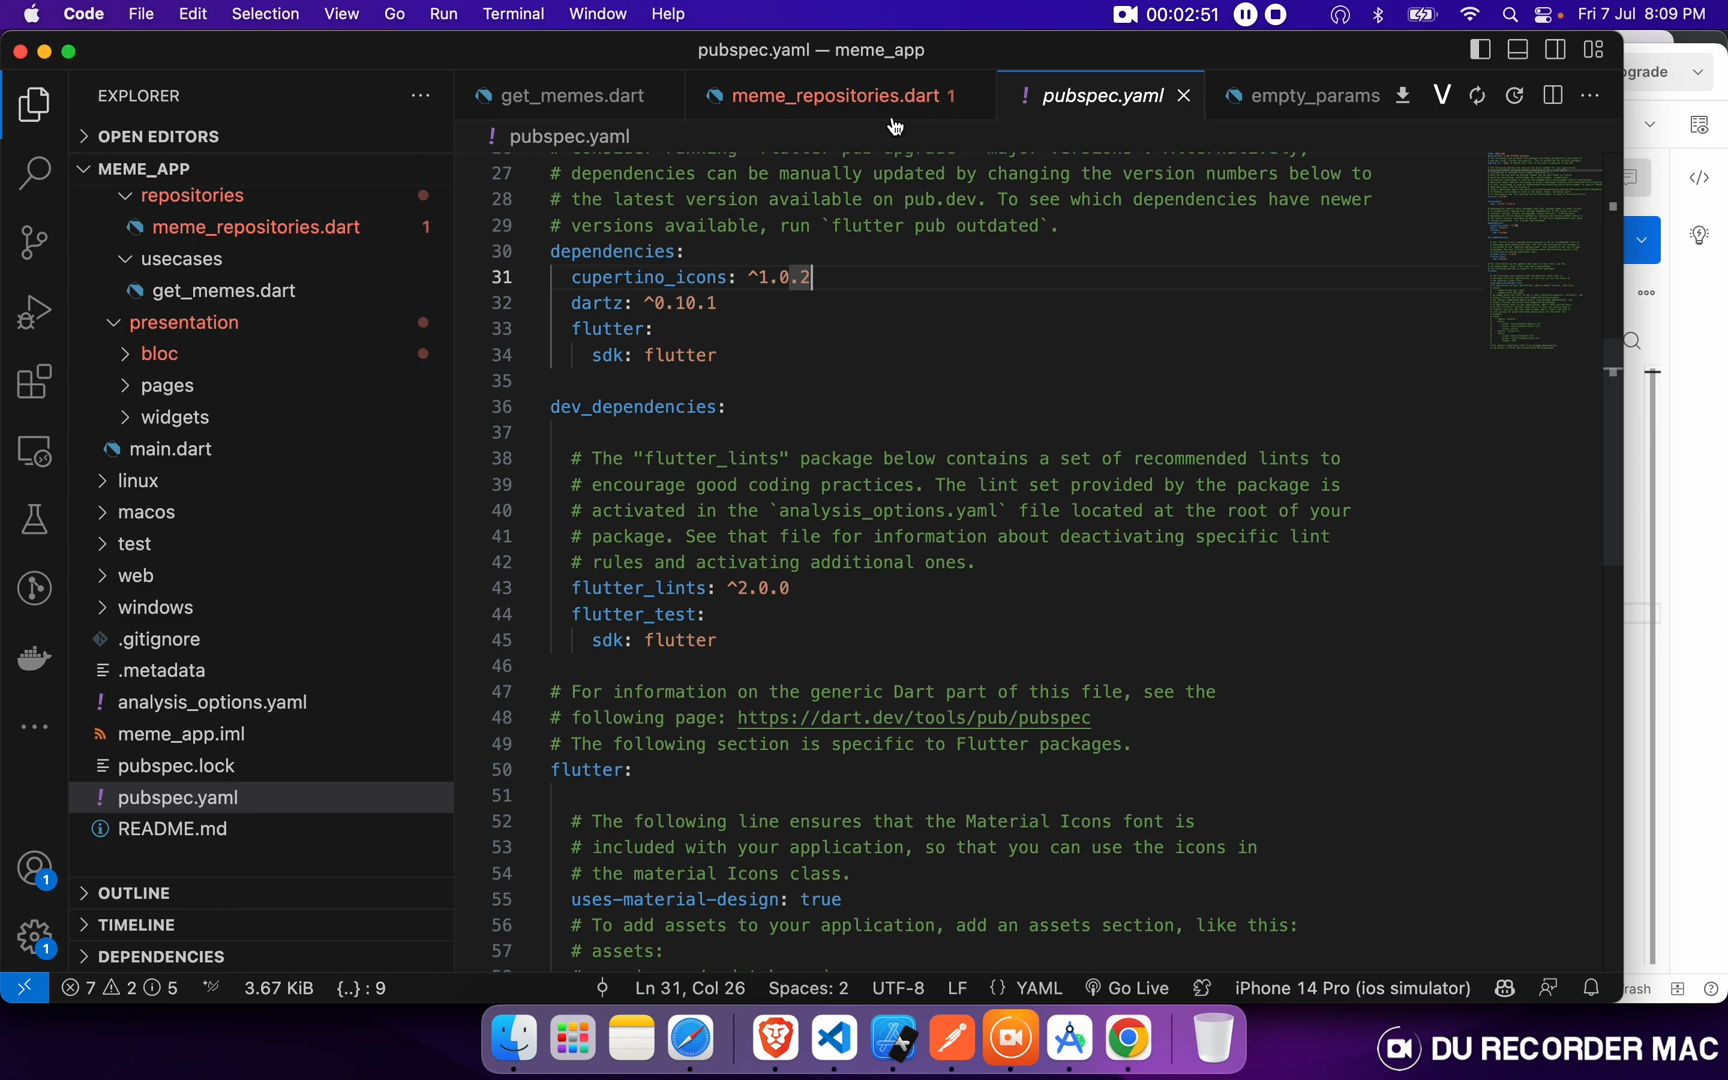 Code File Edit Selection View Go Run Terminal Window Help 00:02:51 Fri 7 Jul 8:09 PM
pubspec.yaml — meme_app
EXPLORER
OPEN EDITORS
MEME_APP
repositories
meme_repositories.dart 1
usecases
get_memes.dart
presentation
bloc
pages
widgets
main.dart
linux
macos
test
web
windows
.gitignore
.metadata
analysis_options.yaml
meme_app.iml
pubspec.lock
pubspec.yaml
README.md
OUTLINE
TIMELINE
DEPENDENCIES
1
1
get_memes.dart meme_repositories.dart 1 pubspec.yaml empty_params
pubspec.yaml
27 # dependencies can be manually updated by changing the version numbers below to
28 # the latest version available on pub.dev. To see which dependencies have newer
29 # versions available, run `flutter pub outdated`.
30 dependencies:
31 cupertino_icons: ^1.0.2
32 dartz: ^0.10.1
33 flutter:
34 sdk: flutter
35
36 dev_dependencies:
37
38 # The "flutter_lints" package below contains a set of recommended lints to
39 # encourage good coding practices. The lint set provided by the package is
40 # activated in the `analysis_options.yaml` file located at the root of your
41 # package. See that file for information about deactivating specific lint
42 # rules and activating additional ones.
43 flutter_lints: ^2.0.0
44 flutter_test:
45 sdk: flutter
46
47 # For information on the generic Dart part of this file, see the
48 # following page: https://dart.dev/tools/pub/pubspec
49 # The following section is specific to Flutter packages.
50 flutter:
51
52 # The following line ensures that the Material Icons font is
53 # included with your application, so that you can use the icons in
54 # the material Icons class.
55 uses-material-design: true
56 # To add assets to your application, add an assets section, like this:
57 # assets:
7 2 5 3.67 KiB {..} : 9 Ln 31, Col 26 Spaces: 2 UTF-8 LF {} YAML Go Live iPhone 14 Pro (ios simulator)
grade
rash
DU RECORDER MAC